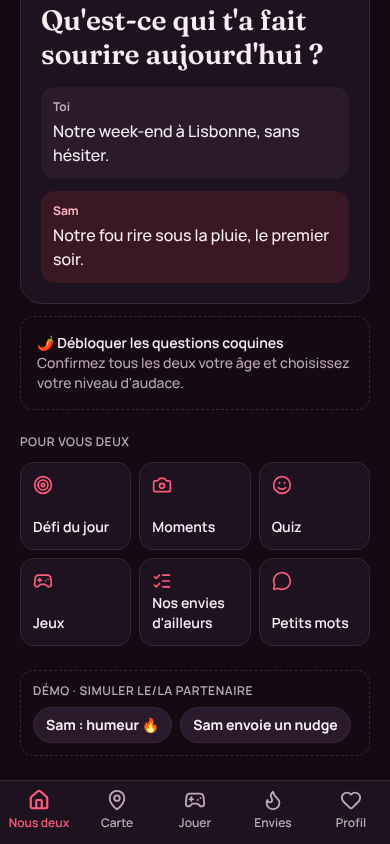 Qu'est-ce qui t'a fait
sourire aujourd'hui ?
Toi
Notre week-end à Lisbonne, sans
hésiter.
Sam
Notre fou rire sous la pluie, le premier
soir.
🌶️ Débloquer les questions coquines
Confirmez tous les deux votre âge et choisissez
votre niveau d'audace.
POUR VOUS DEUX
Défi du jour
Moments
Quiz
Jeux
Nos envies
d'ailleurs
Petits mots
DÉMO · SIMULER LE/LA PARTENAIRE
Sam : humeur 🔥
Sam envoie un nudge
Nous deux
Carte
Jouer
Envies
Profil